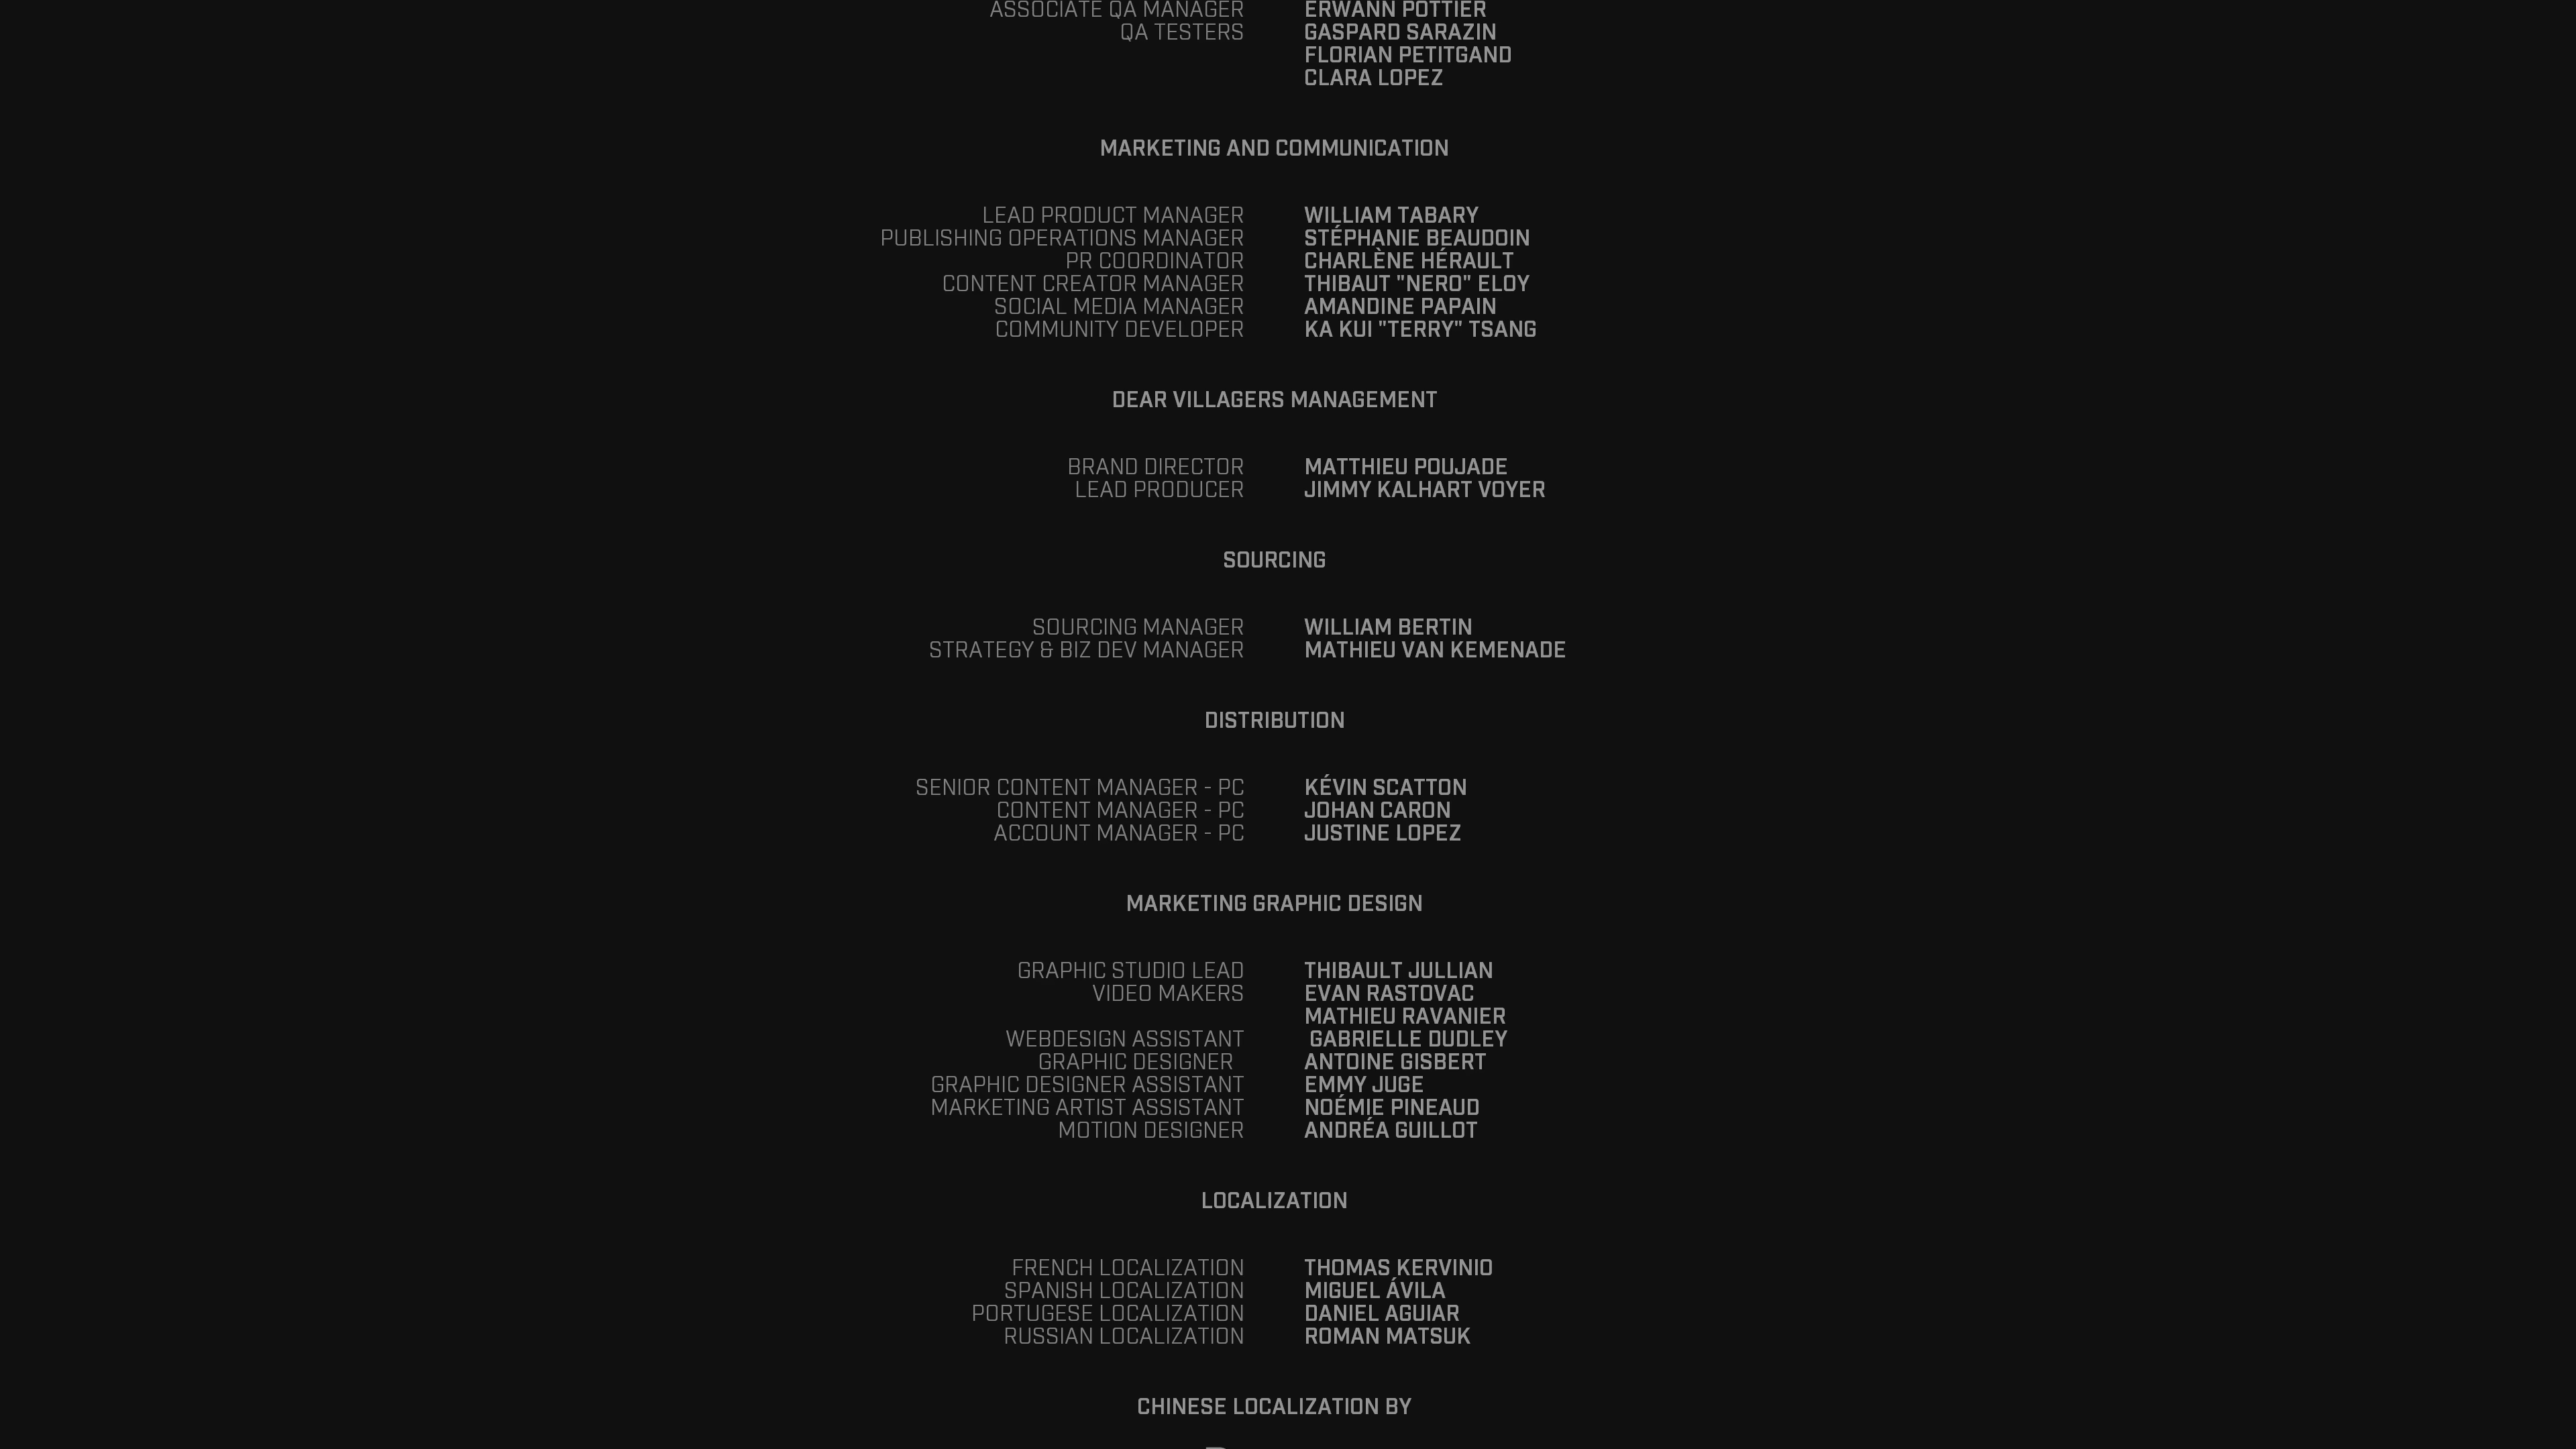 ASSOCIATE QA MANAGER ERWANN POTTIER
QA TESTERS GASPARD SARAZIN
FLORIAN PETITGAND
CLARA LOPEZ
MARKETING AND COMMUNICATION
LEAD PRODUCT MANAGER WILLIAM TABARY
PUBLISHING OPERATIONS MANAGER STÉPHANIE BEAUDOIN
PR COORDINATOR CHARLÈNE HÉRAULT
CONTENT CREATOR MANAGER THIBAUT "NERO" ELOY
SOCIAL MEDIA MANAGER AMANDINE PAPAIN
COMMUNITY DEVELOPER KA KUI "TERRY" TSANG
DEAR VILLAGERS MANAGEMENT
BRAND DIRECTOR MATTHIEU POUJADE
LEAD PRODUCER JIMMY KALHART VOYER
SOURCING
SOURCING MANAGER WILLIAM BERTIN
STRATEGY & BIZ DEV MANAGER MATHIEU VAN KEMENADE
DISTRIBUTION
SENIOR CONTENT MANAGER - PC KÉVIN SCATTON
CONTENT MANAGER - PC JOHAN CARON
ACCOUNT MANAGER - PC JUSTINE LOPEZ
MARKETING GRAPHIC DESIGN
GRAPHIC STUDIO LEAD THIBAULT JULLIAN
VIDEO MAKERS EVAN RASTOVAC
MATHIEU RAVANIER
WEBDESIGN ASSISTANT GABRIELLE DUDLEY
GRAPHIC DESIGNER ANTOINE GISBERT
GRAPHIC DESIGNER ASSISTANT EMMY JUGE
MARKETING ARTIST ASSISTANT NOÉMIE PINEAUD
MOTION DESIGNER ANDRÉA GUILLOT
LOCALIZATION
FRENCH LOCALIZATION THOMAS KERVINIO
SPANISH LOCALIZATION MIGUEL ÁVILA
PORTUGESE LOCALIZATION DANIEL AGUIAR
RUSSIAN LOCALIZATION ROMAN MATSUK
CHINESE LOCALIZATION BY